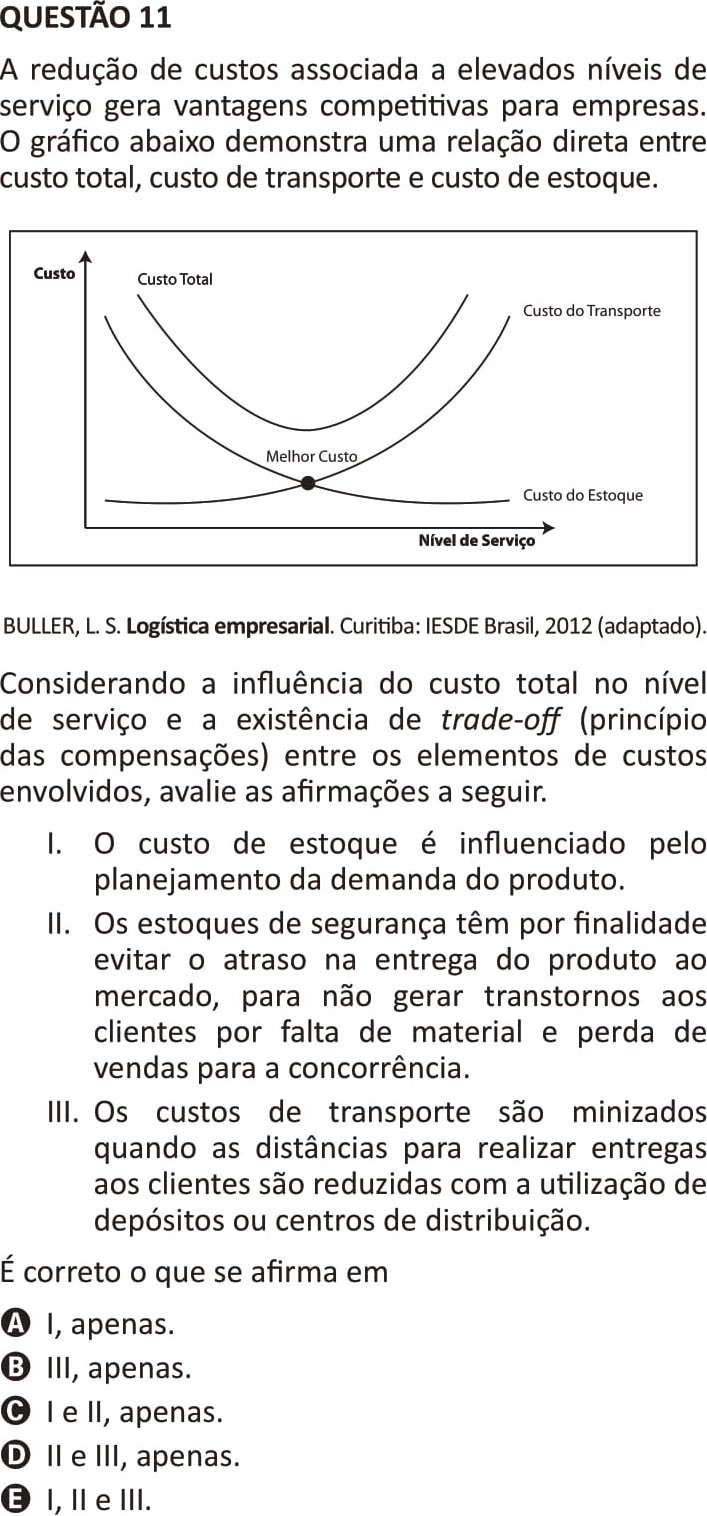 QUESTÃO 11
A redução de custos associada a elevados níveis de
serviço gera vantagens competitivas para empresas.
O gráfico abaixo demonstra uma relação direta entre
custo total, custo de transporte e custo de estoque.
Custo
Custo Total
Custo do Transporte
Melhor Custo
Custo do Estoque
Nível de Serviço
BULLER, L. S. Logística empresarial. Curitiba: IESDE Brasil, 2012 (adaptado).
Considerando a influência do custo total no nível
de serviço e a existência de trade-off (princípio
das compensações) entre os elementos de custos
envolvidos, avalie as afirmações a seguir.
I. O custo de estoque é influenciado pelo
planejamento da demanda do produto.
II. Os estoques de segurança têm por finalidade
evitar o atraso na entrega do produto ao
mercado, para não gerar transtornos aos
clientes por falta de material e perda de
vendas para a concorrência.
III. Os custos de transporte são minizados
quando as distâncias para realizar entregas
aos clientes são reduzidas com a utilização de
depósitos ou centros de distribuição.
É correto o que se afirma em
A I, apenas.
B III, apenas.
C I e II, apenas.
D II e III, apenas.
E I, II e III.